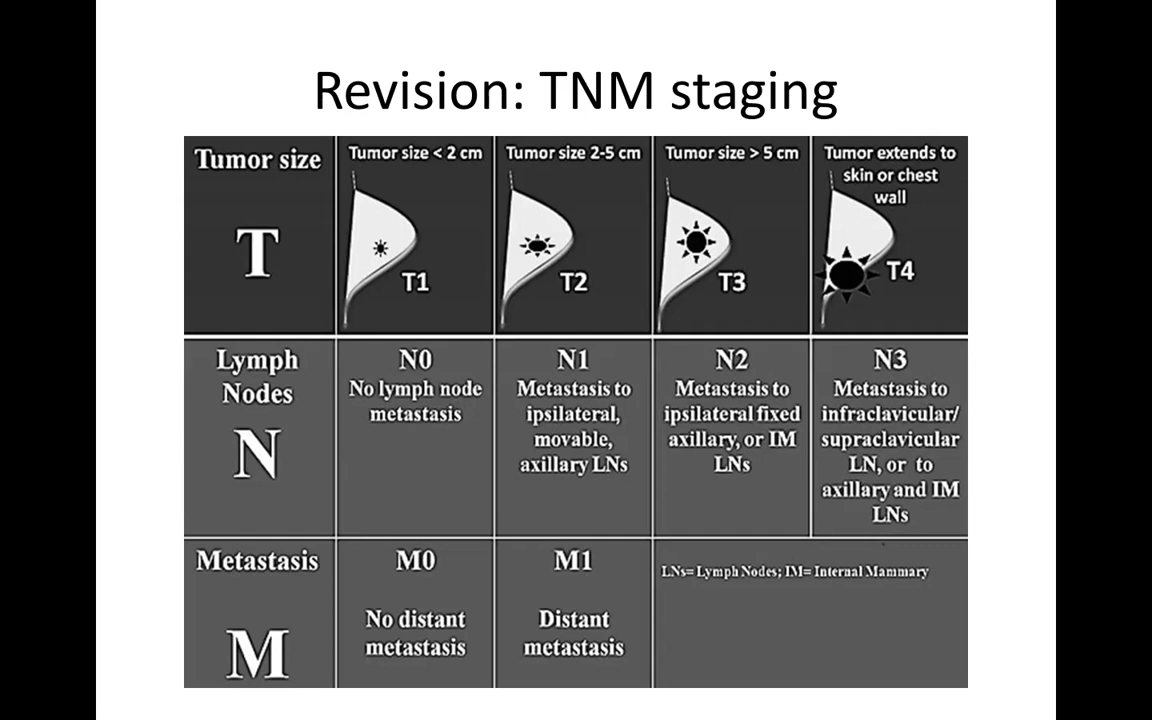 Revision: TNM staging
Tumor size
T
Tumor size < 2 cm
T1
Tumor size 2-5 cm
T2
Tumor size > 5 cm
T3
Tumor extends to
skin or chest
wall
T4
Lymph
Nodes
N
N0
No lymph node
metastasis
N1
Metastasis to
ipsilateral,
movable,
axillary LNs
N2
Metastasis to
ipsilateral fixed
axillary, or IM
LNs
N3
Metastasis to
infraclavicular/
supraclavicular
LN, or to
axillary and IM
LNs
Metastasis
M
M0
No distant
metastasis
M1
Distant
metastasis
LNs= Lymph Nodes; IM= Internal Mammary